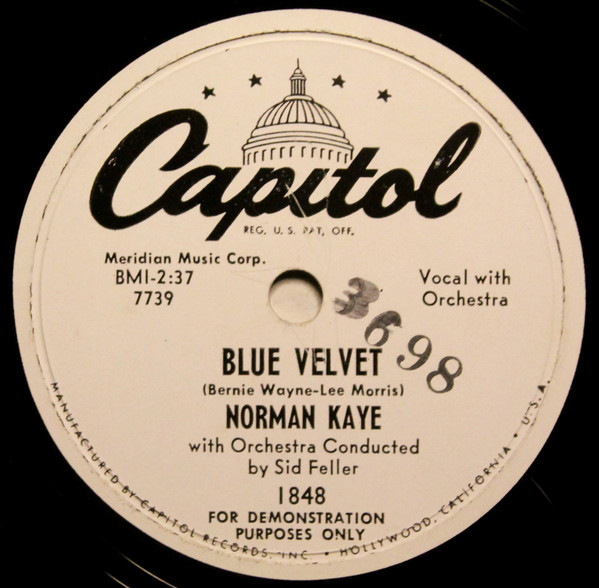 Capitol
REG. U. S. PAT. OFF.
Meridian Music Corp.
BMI-2:37
7739
Vocal with
Orchestra
3698
BLUE VELVET
(Bernie Wayne-Lee Morris)
NORMAN KAYE
with Orchestra Conducted
by Sid Feller
1848
FOR DEMONSTRATION
PURPOSES ONLY
MANUFACTURED BY CAPITOL RECORDS, INC. • HOLLYWOOD, CALIFORNIA • U.S.A.